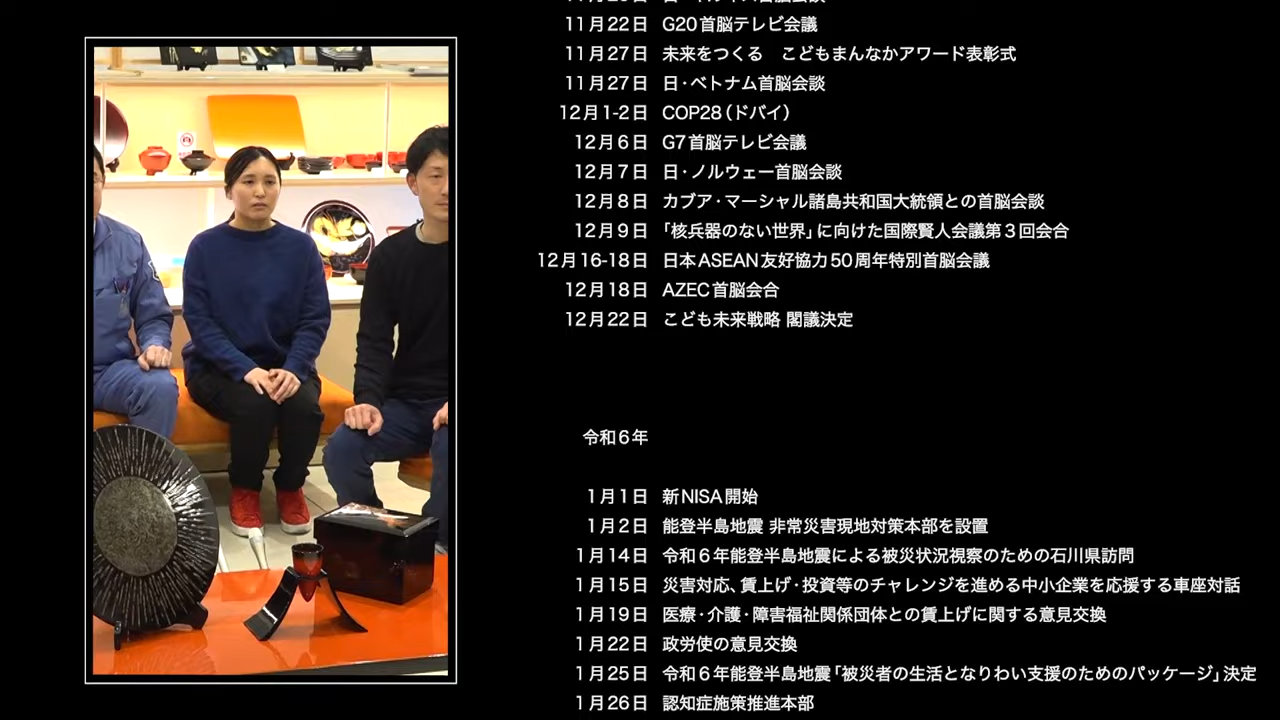 11月22日 G20首脳テレビ会議
11月27日 未来をつくる　こどもまんなかアワード表彰式
11月27日 日・ベトナム首脳会談
12月1-2日 COP28（ドバイ）
12月6日 G7首脳テレビ会議
12月7日 日・ノルウェー首脳会談
12月8日 カブア・マーシャル諸島共和国大統領との首脳会談
12月9日 「核兵器のない世界」に向けた国際賢人会議第３回会合
12月16-18日 日本ASEAN友好協力50周年特別首脳会議
12月18日 AZEC首脳会合
12月22日 こども未来戦略 閣議決定
令和６年
1月1日 新NISA開始
1月2日 能登半島地震 非常災害現地対策本部を設置
1月14日 令和６年能登半島地震による被災状況視察のための石川県訪問
1月15日 災害対応、賃上げ・投資等のチャレンジを進める中小企業を応援する車座対話
1月19日 医療・介護・障害福祉関係団体との賃上げに関する意見交換
1月22日 政労使の意見交換
1月25日 令和６年能登半島地震「被災者の生活となりわい支援のためのパッケージ」決定
1月26日 認知症施策推進本部